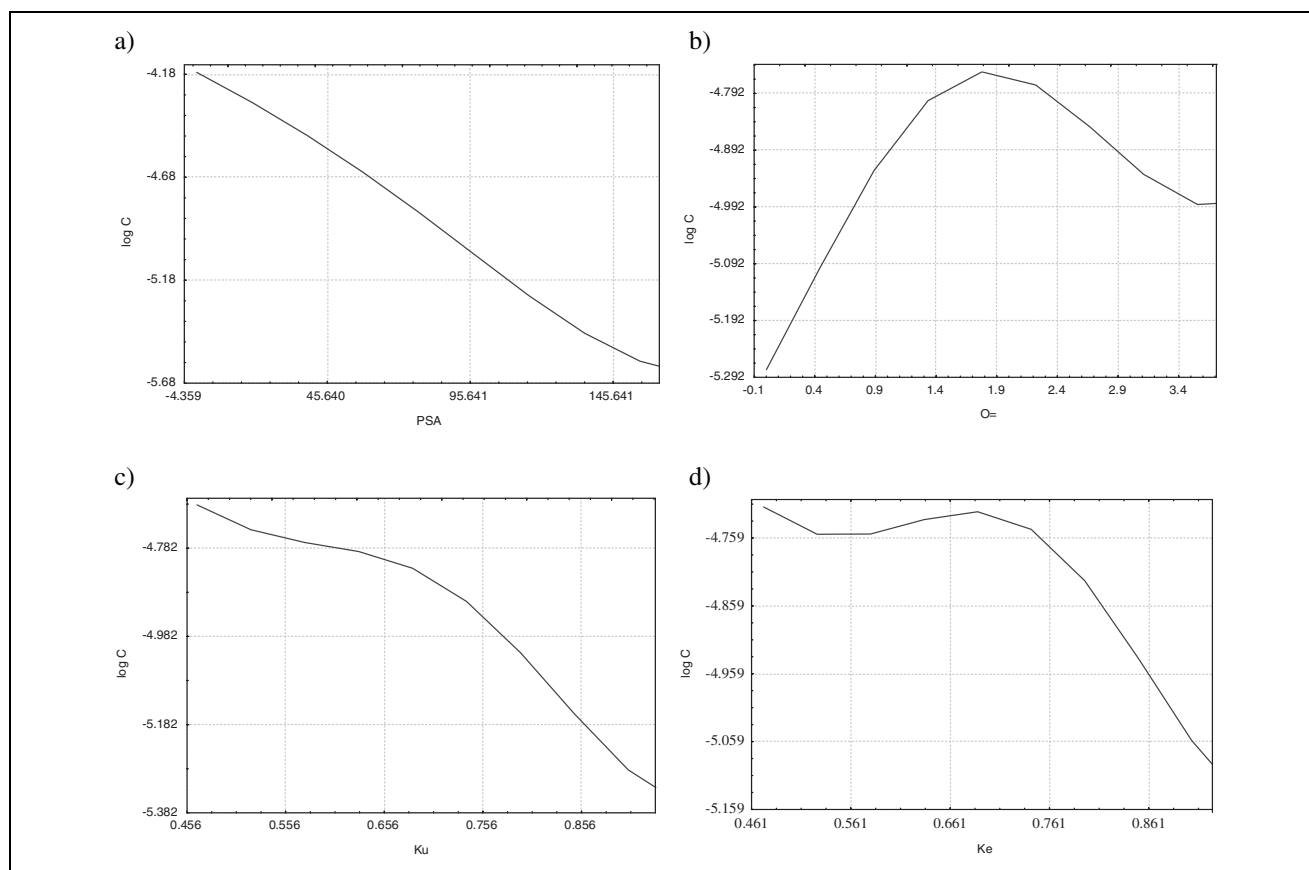 a)
-4.18
-4.68
-5.18
-5.68
log C
-4.359 45.640 95.641 145.641
PSA
b)
-4.792
-4.892
-4.992
-5.092
-5.192
-5.292
log C
-0.1 0.4 0.9 1.4 1.9 2.4 2.9 3.4
O=
c)
-4.782
-4.982
-5.182
-5.382
log C
0.456 0.556 0.656 0.756 0.856
Ku
d)
-4.759
-4.859
-4.959
-5.059
-5.159
log C
0.461 0.561 0.661 0.761 0.861
Ke